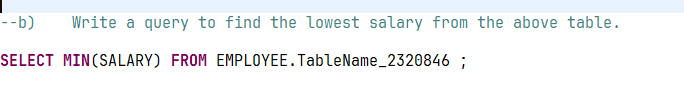 --b)    Write a query to find the lowest salary from the above table.
SELECT MIN(SALARY) FROM EMPLOYEE.TableName_2320846 ;